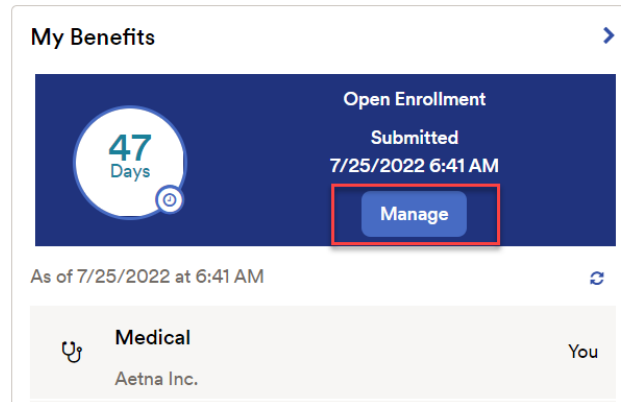 My Benefits
47
Days
Open Enrollment
Submitted
7/25/2022 6:41 AM
Manage
As of 7/25/2022 at 6:41 AM
Medical
You
Aetna Inc.